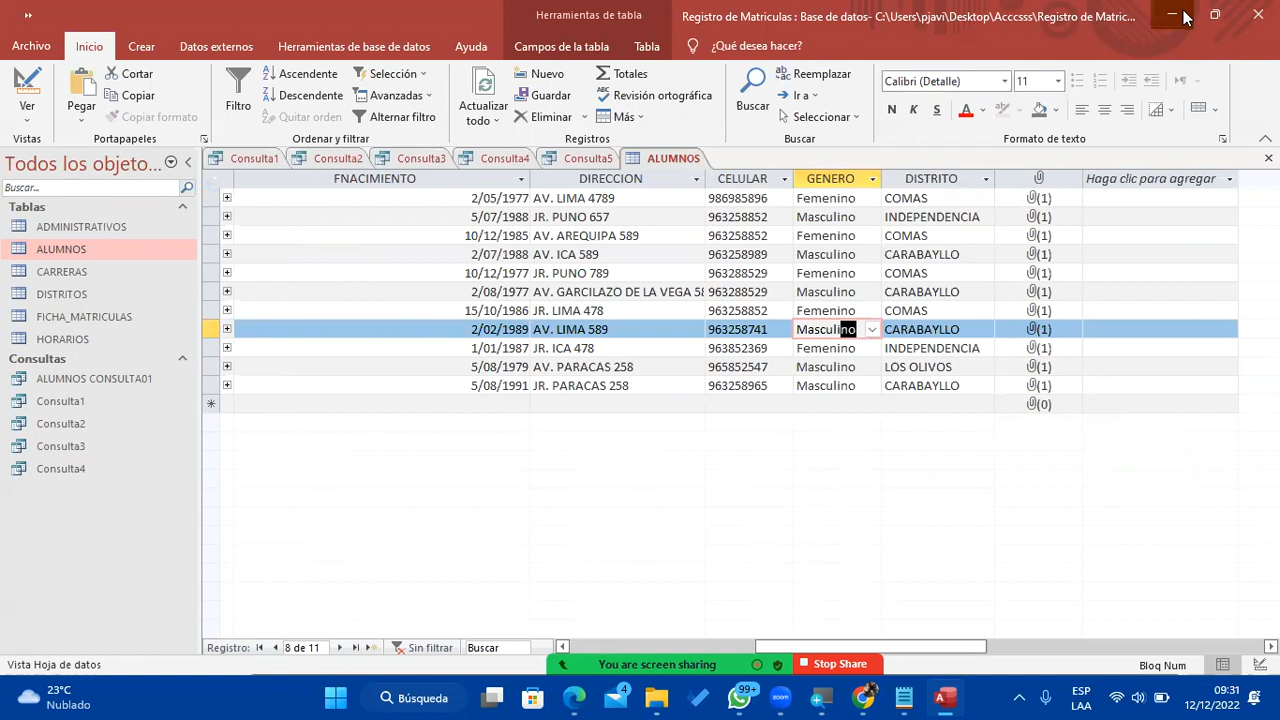 Herramientas de tabla
Registro de Matriculas : Base de datos- C:\Users\pjavi\Desktop\Acccsss\Registro de Matric...
Archivo Inicio Crear Datos externos Herramientas de base de datos Ayuda Campos de la tabla Tabla ¿Qué desea hacer?
Ver
Vistas
Pegar
Cortar
Copiar
Copiar formato
Portapapeles
Filtro
Ascendente
Descendente
Quitar orden
Selección
Avanzadas
Alternar filtro
Ordenar y filtrar
Actualizar
todo
Nuevo
Guardar
Eliminar
Totales
Revisión ortográfica
Más
Registros
Buscar
Reemplazar
Ir a
Seleccionar
Buscar
Calibri (Detalle) 11
N K S A
Formato de texto
Todos los objeto...
Buscar...
Tablas
ADMINISTRATIVOS
ALUMNOS
CARRERAS
DISTRITOS
FICHA_MATRICULAS
HORARIOS
Consultas
ALUMNOS CONSULTA01
Consulta1
Consulta2
Consulta3
Consulta4
Consulta1 Consulta2 Consulta3 Consulta4 Consulta5 ALUMNOS
FNACIMIENTO DIRECCION CELULAR GENERO DISTRITO Haga clic para agregar
2/05/1977 AV. LIMA 4789 986985896 Femenino COMAS (1)
5/07/1988 JR. PUNO 657 963258852 Masculino INDEPENDENCIA (1)
10/12/1985 AV. AREQUIPA 589 963258852 Femenino COMAS (1)
2/07/1988 AV. ICA 589 963258989 Masculino CARABAYLLO (1)
10/12/1977 JR. PUNO 789 963288529 Femenino COMAS (1)
2/08/1977 AV. GARCILAZO DE LA VEGA 58 963288529 Masculino CARABAYLLO (1)
15/10/1986 JR. LIMA 478 963258852 Femenino COMAS (1)
2/02/1989 AV. LIMA 589 963258741 Masculino CARABAYLLO (1)
1/01/1987 JR. ICA 478 963852369 Femenino INDEPENDENCIA (1)
5/08/1979 AV. PARACAS 258 965852547 Masculino LOS OLIVOS (1)
5/08/1991 JR. PARACAS 258 963258965 Masculino CARABAYLLO (1)
(0)
Registro: 8 de 11 Sin filtrar Buscar
Vista Hoja de datos
You are screen sharing Stop Share
Bloq Num
23°C
Nublado
Búsqueda
4
99+
zoom
ESP
LAA
09:31
12/12/2022